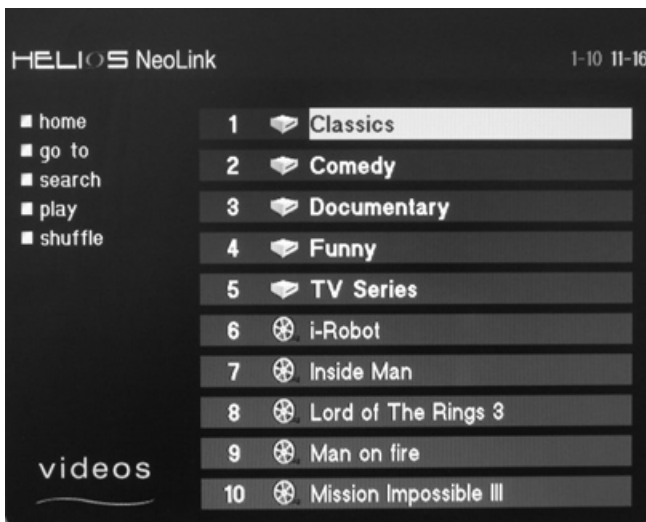 HELIOS NeoLink
1-10 11-16
home
go to
search
play
shuffle
1 Classics
2 Comedy
3 Documentary
4 Funny
5 TV Series
6 i-Robot
7 Inside Man
8 Lord of The Rings 3
9 Man on fire
10 Mission Impossible III
videos